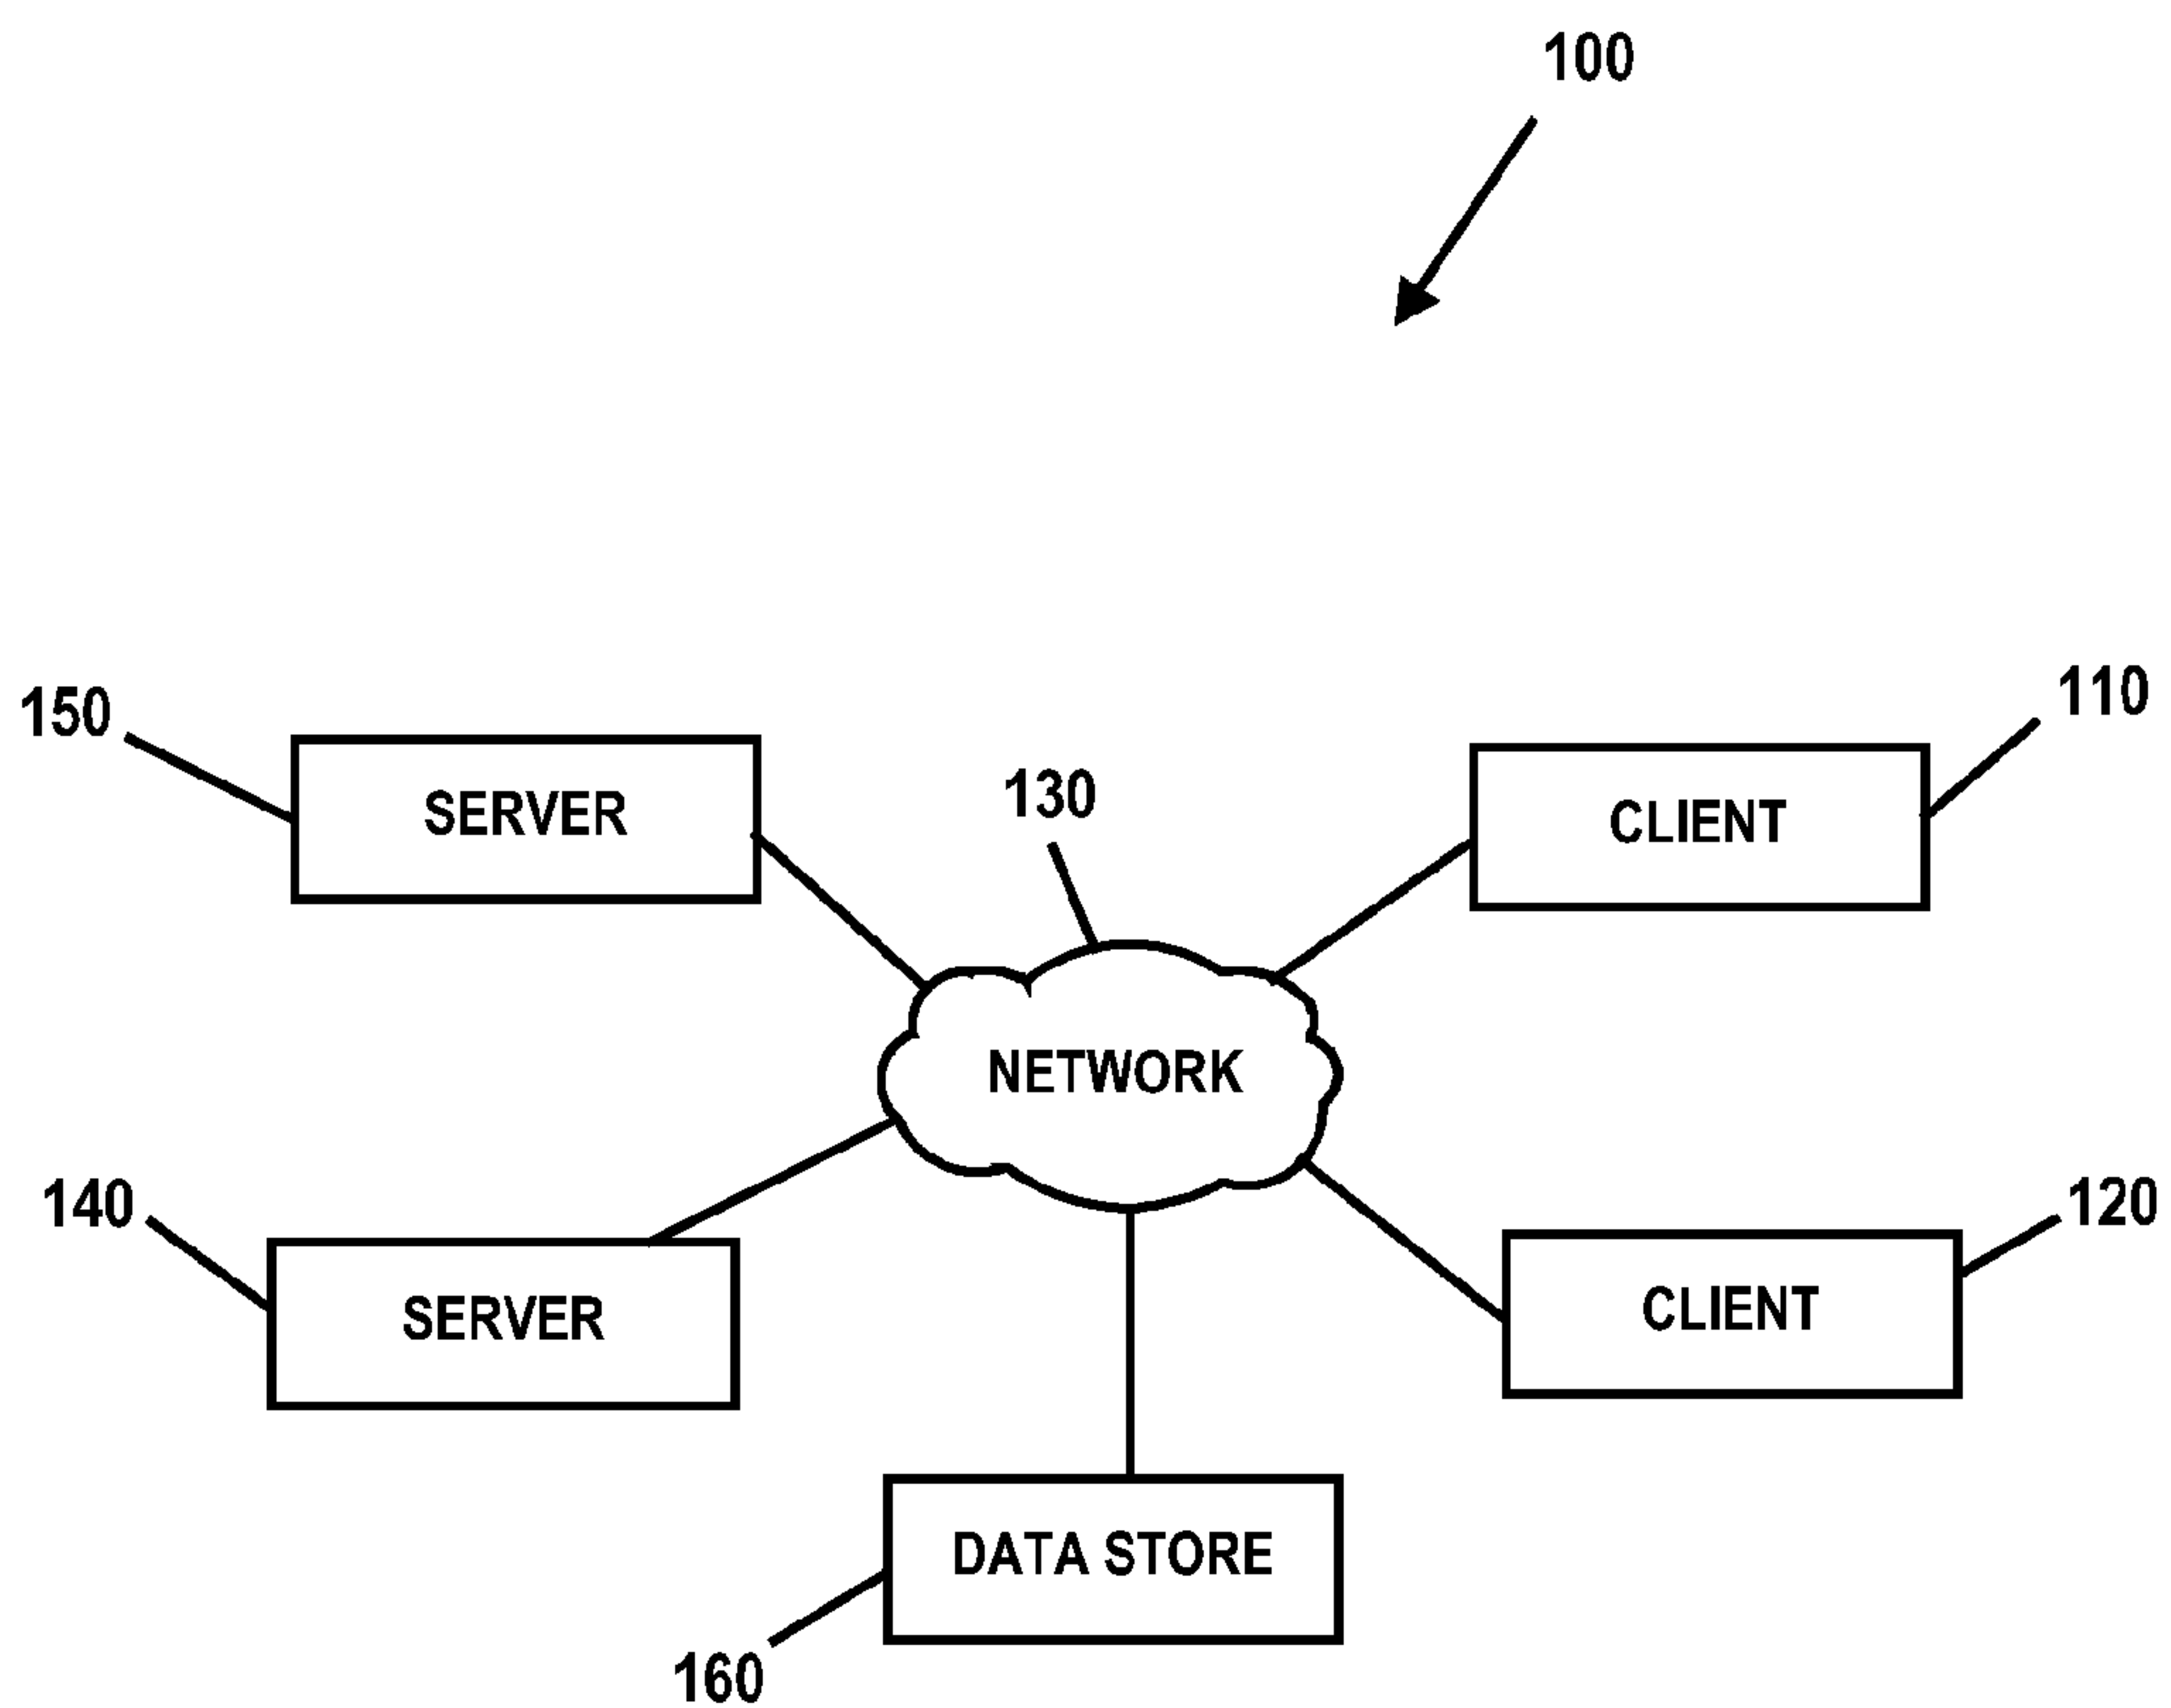 100
110
150
SERVER
130
CLIENT
NETWORK
140
120
SERVER
CLIENT
DATA STORE
160